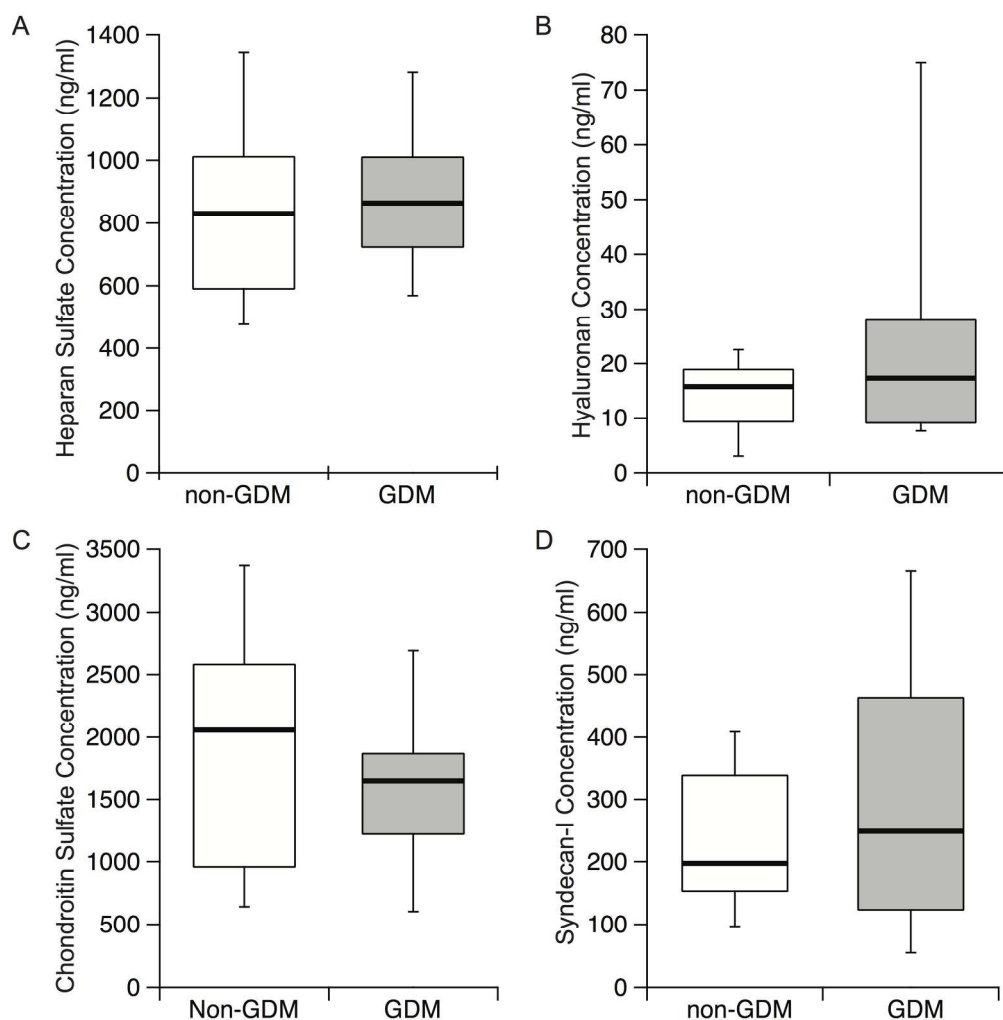 A
Heparan Sulfate Concentration (ng/ml)
1400
1200
1000
800
600
400
200
0
non-GDM
GDM
B
Hyaluronan Concentration (ng/ml)
80
70
60
50
40
30
20
10
0
non-GDM
GDM
C
Chondroitin Sulfate Concentration (ng/ml)
3500
3000
2500
2000
1500
1000
500
0
Non-GDM
GDM
D
Syndecan-I Concentration (ng/ml)
700
600
500
400
300
200
100
0
non-GDM
GDM